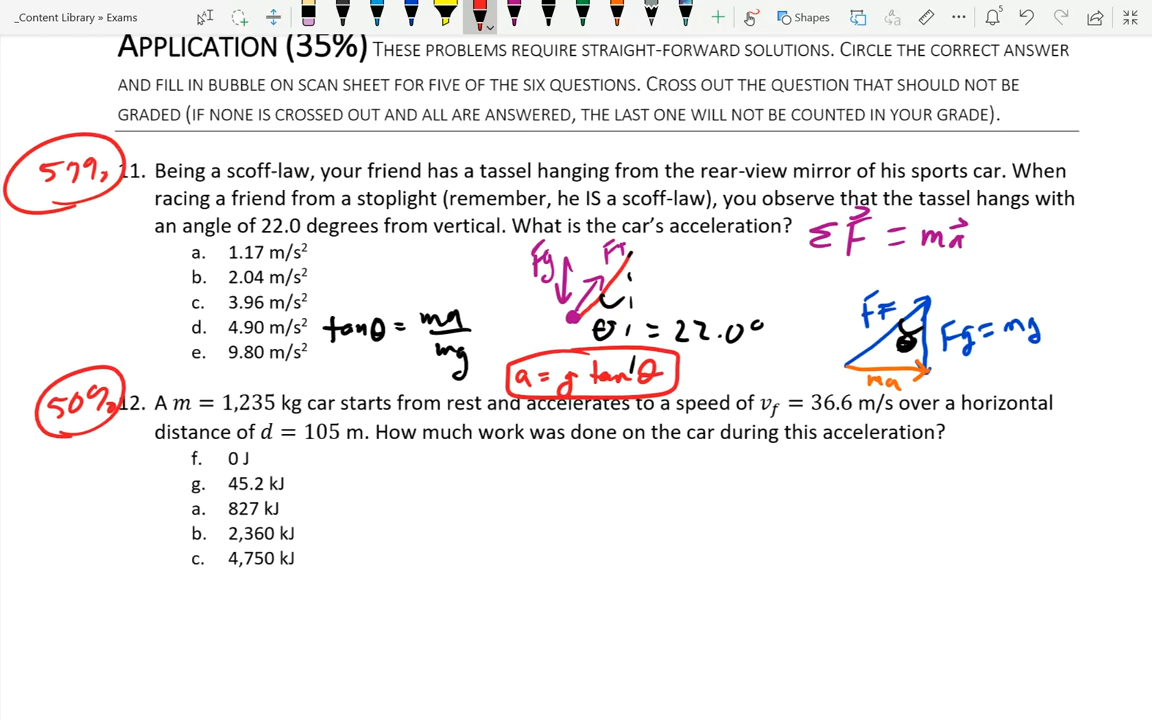 _Content Library » Exams
Shapes
5
APPLICATION (35%) THESE PROBLEMS REQUIRE STRAIGHT-FORWARD SOLUTIONS. CIRCLE THE CORRECT ANSWER
AND FILL IN BUBBLE ON SCAN SHEET FOR FIVE OF THE SIX QUESTIONS. CROSS OUT THE QUESTION THAT SHOULD NOT BE
GRADED (IF NONE IS CROSSED OUT AND ALL ARE ANSWERED, THE LAST ONE WILL NOT BE COUNTED IN YOUR GRADE).
57%
11. Being a scoff-law, your friend has a tassel hanging from the rear-view mirror of his sports car. When
racing a friend from a stoplight (remember, he IS a scoff-law), you observe that the tassel hangs with
an angle of 22.0 degrees from vertical. What is the car's acceleration?
ΣF⃗ = ma⃗
a. 1.17 m/s²
b. 2.04 m/s²
c. 3.96 m/s²
d. 4.90 m/s²
e. 9.80 m/s²
Fg
FT
θ = 22.0°
tanθ = ma/mg
a = g tanθ
FT
θ
Fg = mg
ma
50%
12. A m = 1,235 kg car starts from rest and accelerates to a speed of v_f = 36.6 m/s over a horizontal
distance of d = 105 m. How much work was done on the car during this acceleration?
f. 0 J
g. 45.2 kJ
a. 827 kJ
b. 2,360 kJ
c. 4,750 kJ